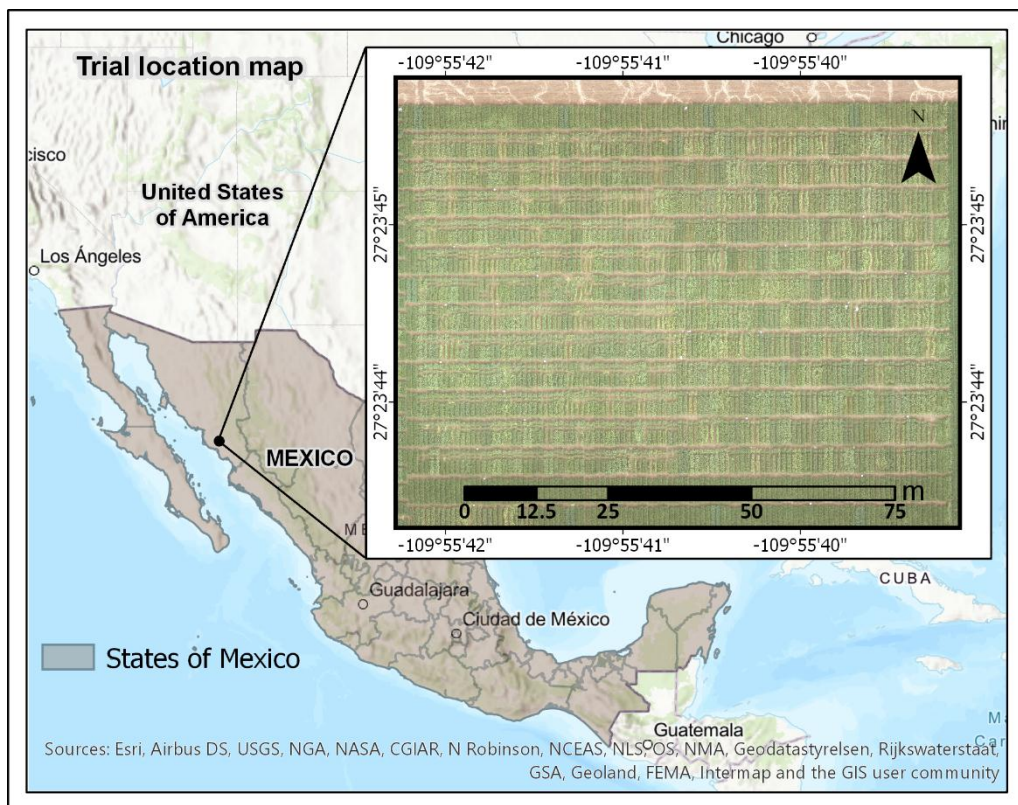 Trial location map
Chicago
-109°55'42" -109°55'41" -109°55'40"
N
cisco
United States
of America
27°23'45"
27°23'45"
Los Ángeles
27°23'44"
27°23'44"
MEXICO
m
0 12.5 25 50 75
-109°55'42" -109°55'41" -109°55'40"
CUBA
Guadalajara
Ciudad de México
States of Mexico
Guatemala
Sources: Esri, Airbus DS, USGS, NGA, NASA, CGIAR, N Robinson, NCEAS, NLS, OS, NMA, Geodatastyrelsen, Rijkswaterstaat,
GSA, Geoland, FEMA, Intermap and the GIS user community